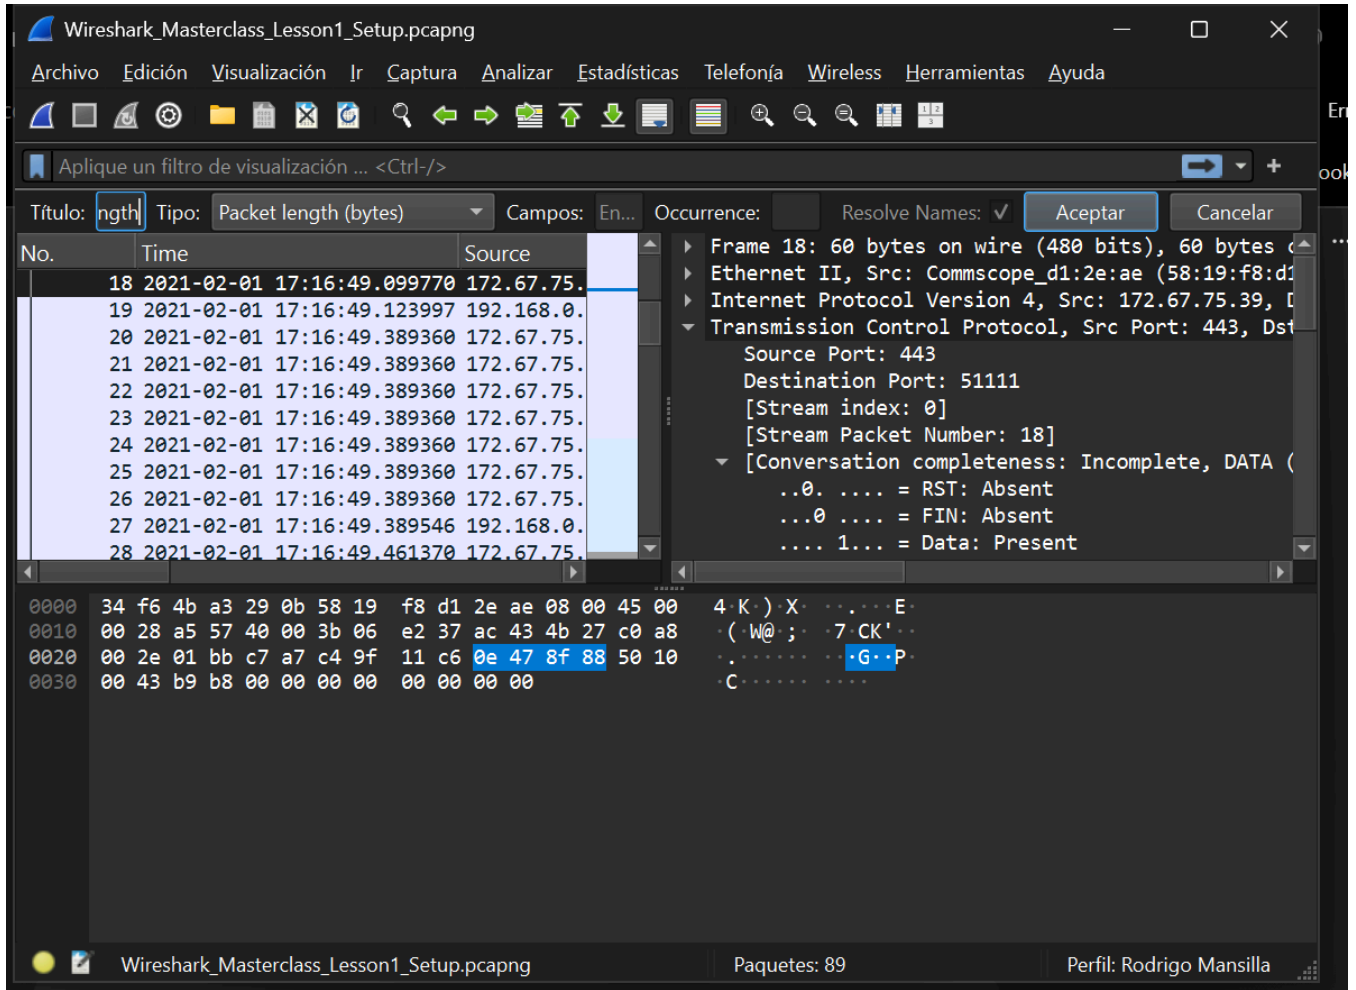 Wireshark_Masterclass_Lesson1_Setup.pcapng
Archivo Edición Visualización Ir Captura Analizar Estadísticas Telefonía Wireless Herramientas Ayuda
Aplique un filtro de visualización ... <Ctrl-/>
Título: ngth Tipo: Packet length (bytes) Campos: En... Occurrence: Resolve Names: ✓ Aceptar Cancelar
No. Time Source
18 2021-02-01 17:16:49.099770 172.67.75.
19 2021-02-01 17:16:49.123997 192.168.0.
20 2021-02-01 17:16:49.389360 172.67.75.
21 2021-02-01 17:16:49.389360 172.67.75.
22 2021-02-01 17:16:49.389360 172.67.75.
23 2021-02-01 17:16:49.389360 172.67.75.
24 2021-02-01 17:16:49.389360 172.67.75.
25 2021-02-01 17:16:49.389360 172.67.75.
26 2021-02-01 17:16:49.389360 172.67.75.
27 2021-02-01 17:16:49.389546 192.168.0.
28 2021-02-01 17:16:49.461370 172.67.75.
Frame 18: 60 bytes on wire (480 bits), 60 bytes
Ethernet II, Src: Commscope_d1:2e:ae (58:19:f8:d1
Internet Protocol Version 4, Src: 172.67.75.39,
Transmission Control Protocol, Src Port: 443, Dst
Source Port: 443
Destination Port: 51111
[Stream index: 0]
[Stream Packet Number: 18]
[Conversation completeness: Incomplete, DATA (
..0. .... = RST: Absent
...0 .... = FIN: Absent
.... 1... = Data: Present
0000 34 f6 4b a3 29 0b 58 19 f8 d1 2e ae 08 00 45 00 4·K·)·X· ··.···E·
0010 00 28 a5 57 40 00 3b 06 e2 37 ac 43 4b 27 c0 a8 ·(·W@·;· ·7·CK'··
0020 00 2e 01 bb c7 a7 c4 9f 11 c6 0e 47 8f 88 50 10 ·.······ ···G··P·
0030 00 43 b9 b8 00 00 00 00 00 00 00 00 ·C······ ····
Wireshark_Masterclass_Lesson1_Setup.pcapng Paquetes: 89 Perfil: Rodrigo Mansilla